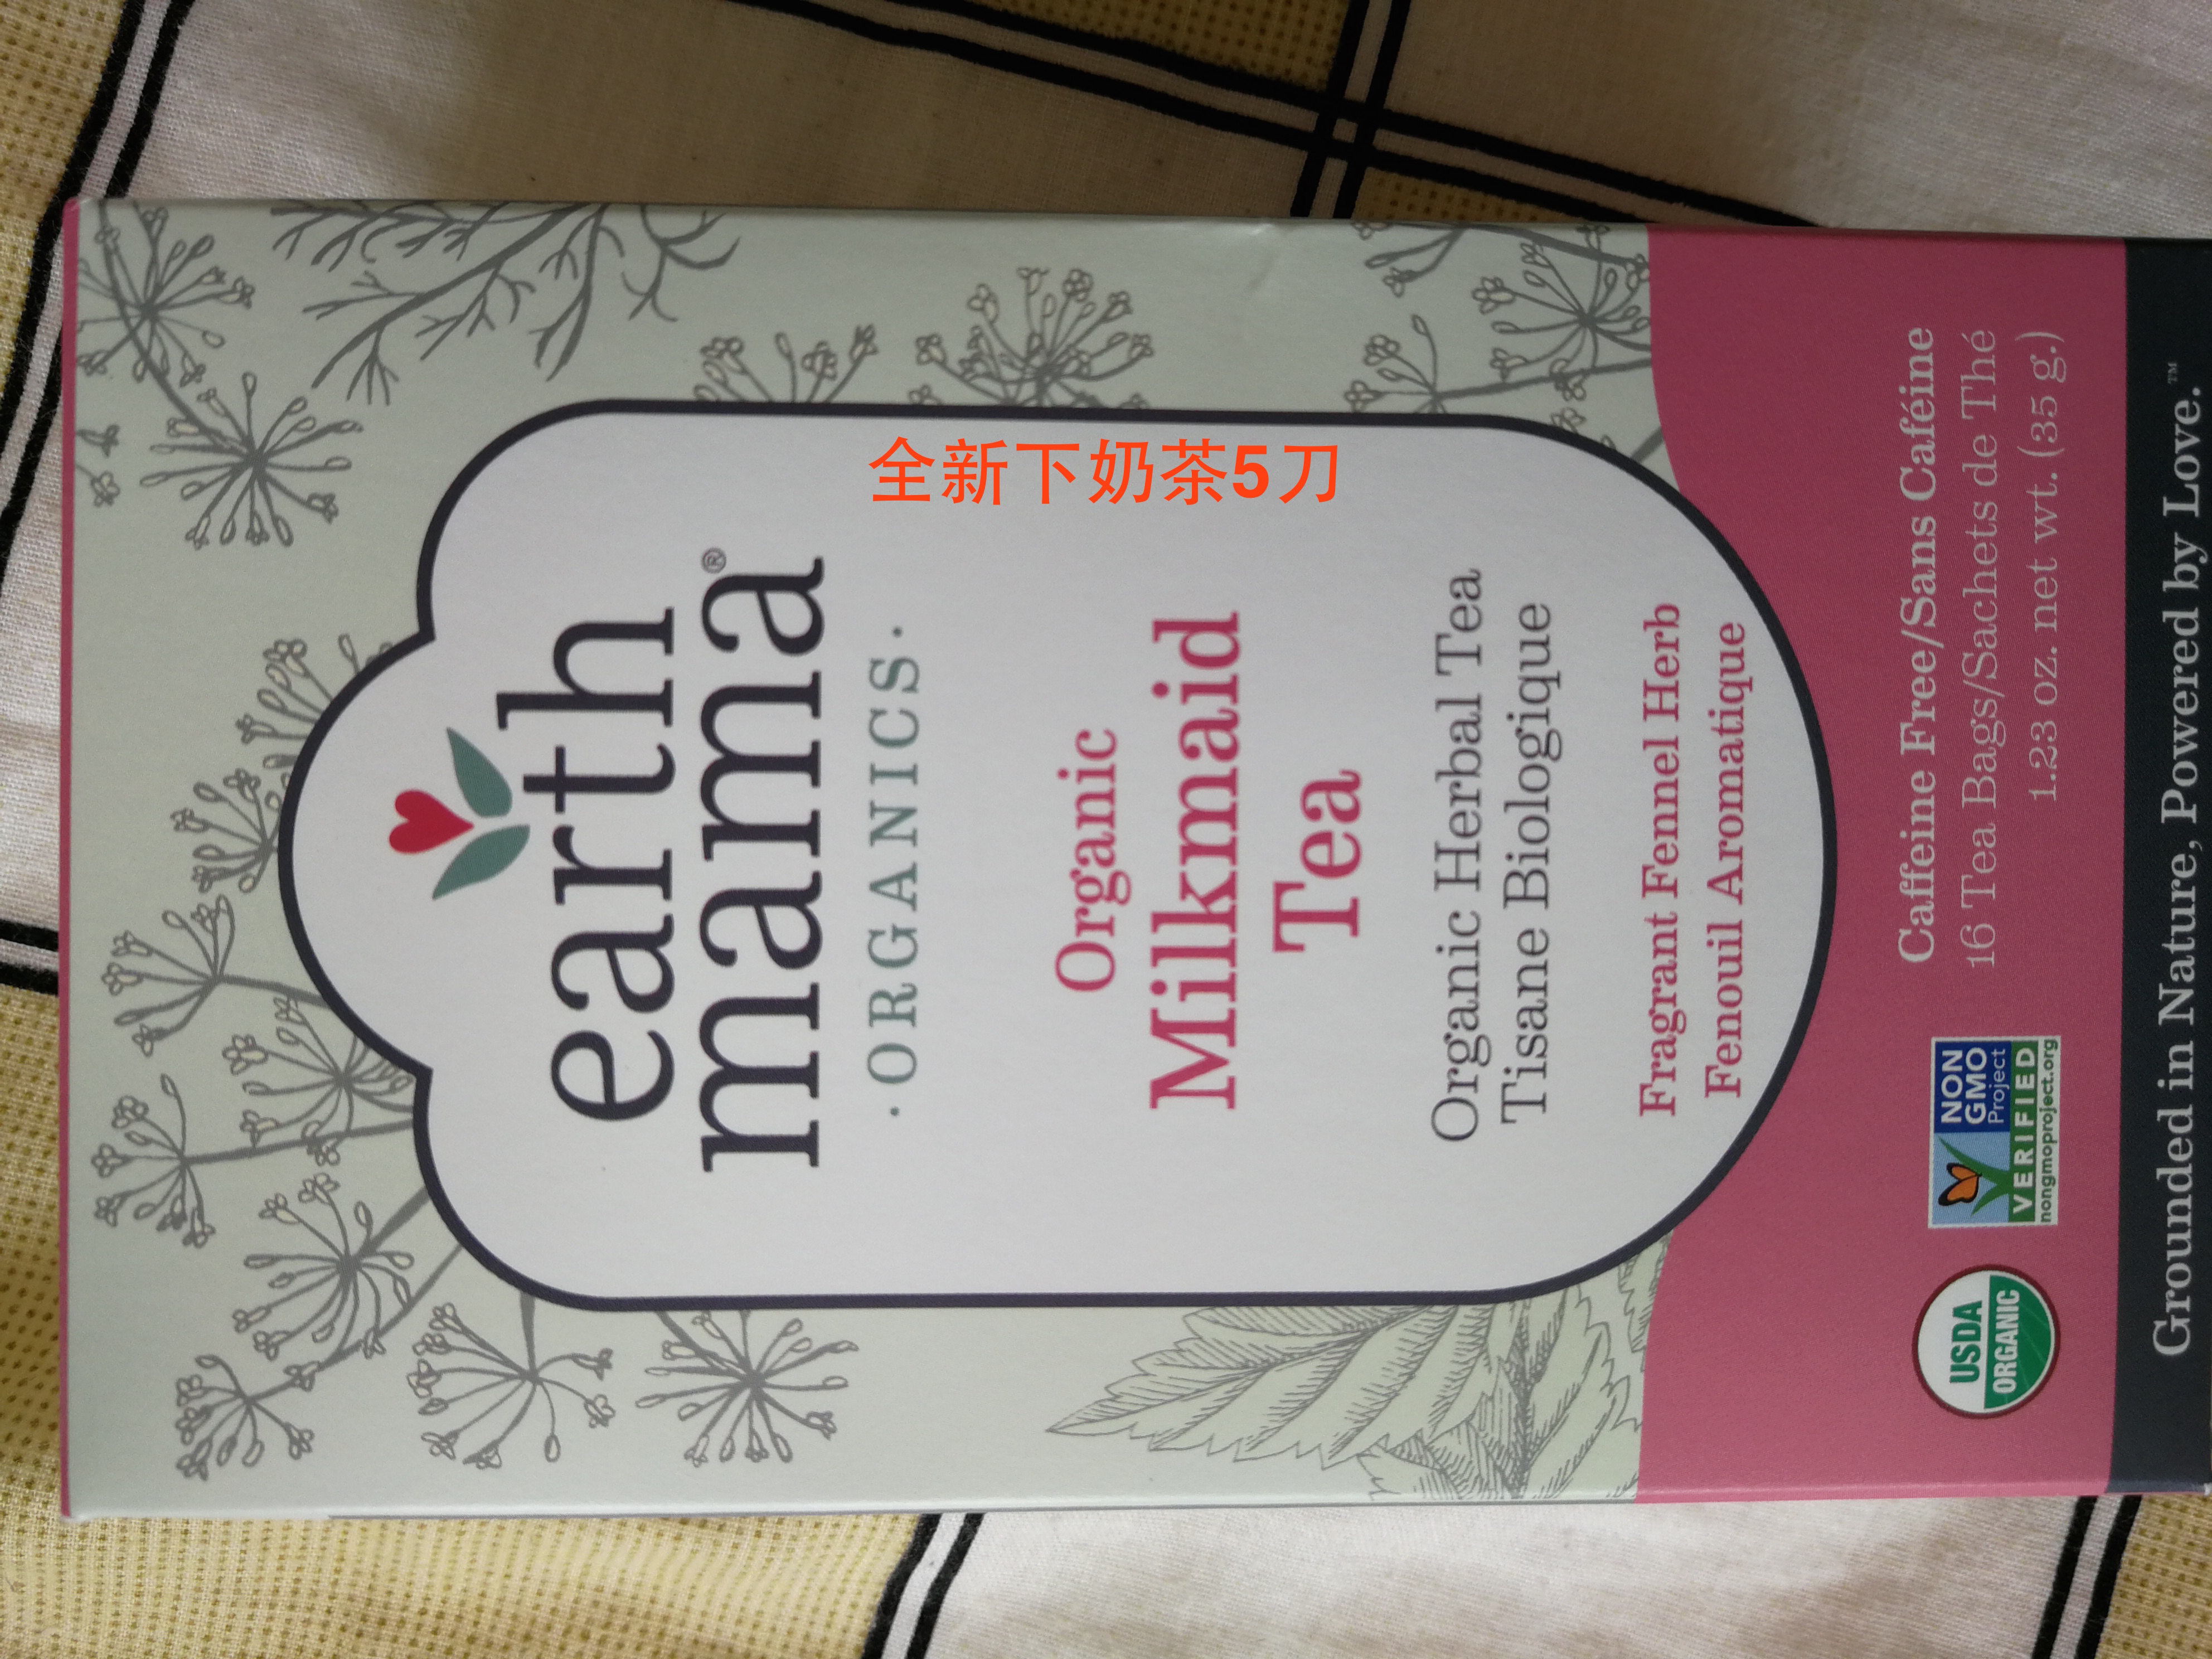 全新下奶茶5刀
earth
mama®
·ORGANICS·
Organic
Milkmaid
Tea
Organic Herbal Tea
Tisane Biologique
Fragrant Fennel Herb
Fenouil Aromatique
Caffeine Free/Sans Caféine
16 Tea Bags/Sachets de Thé
1.23 oz. net wt. (35 g.)
USDA
ORGANIC
NON
GMO
Project
VERIFIED
nongmoproject.org
Grounded in Nature, Powered by Love.™